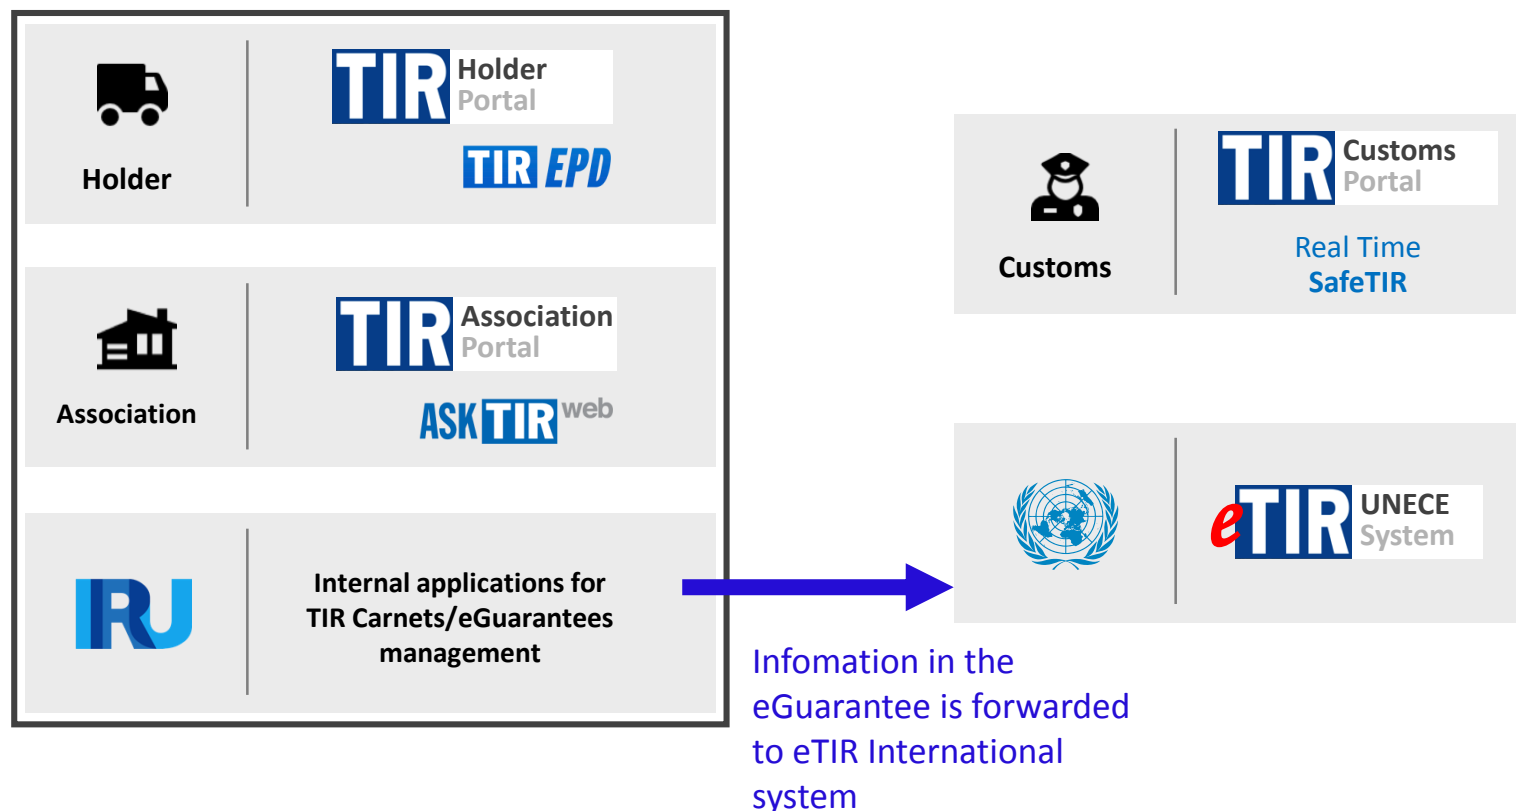 TIR Holder
Portal
TIR EPD
Holder
TIR Association
Portal
ASK TIR web
Association
IRU
Internal applications for
TIR Carnets/eGuarantees
management
TIR Customs
Portal
Real Time
SafeTIR
Customs
eTIR UNECE
System
Infomation in the
eGuarantee is forwarded
to eTIR International
system